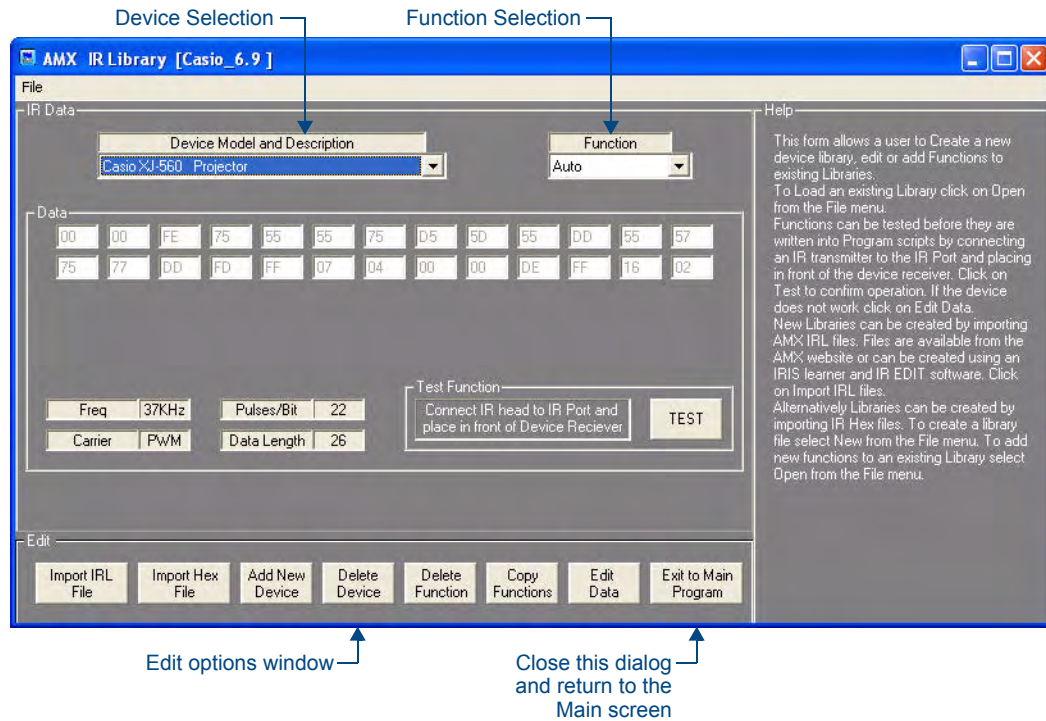 Device Selection
Function Selection
AMX IR Library [Casio_6.9 ]
File
IR Data
Device Model and Description
Function
Casio XJ-560 Projector
Auto
Data
00 00 FE 75 55 55 75 D5 5D 55 DD 55 57
75 77 DD FD FF 07 04 00 00 DE FF 16 02
Freq 37KHz Pulses/Bit 22
Carrier PWM Data Length 26
Test Function
Connect IR head to IR Port and
place in front of Device Reciever
TEST
Help
This form allows a user to Create a new
device library, edit or add Functions to
existing Libraries.
To Load an existing Library click on Open
from the File menu.
Functions can be tested before they are
written into Program scripts by connecting
an IR transmitter to the IR Port and placing
in front of the device receiver. Click on
Test to confirm operation. If the device
does not work click on Edit Data.
New Libraries can be created by importing
AMX IRL files. Files are available from the
AMX website or can be created using an
IRIS learner and IR EDIT software. Click
on Import IRL files.
Alternatively Libraries can be created by
importing IR Hex files. To create a library
file select New from the File menu. To add
new functions to an existing Library select
Open from the File menu.
Edit
Import IRL
File
Import Hex
File
Add New
Device
Delete
Device
Delete
Function
Copy
Functions
Edit
Data
Exit to Main
Program
Edit options window
Close this dialog
and return to the
Main screen